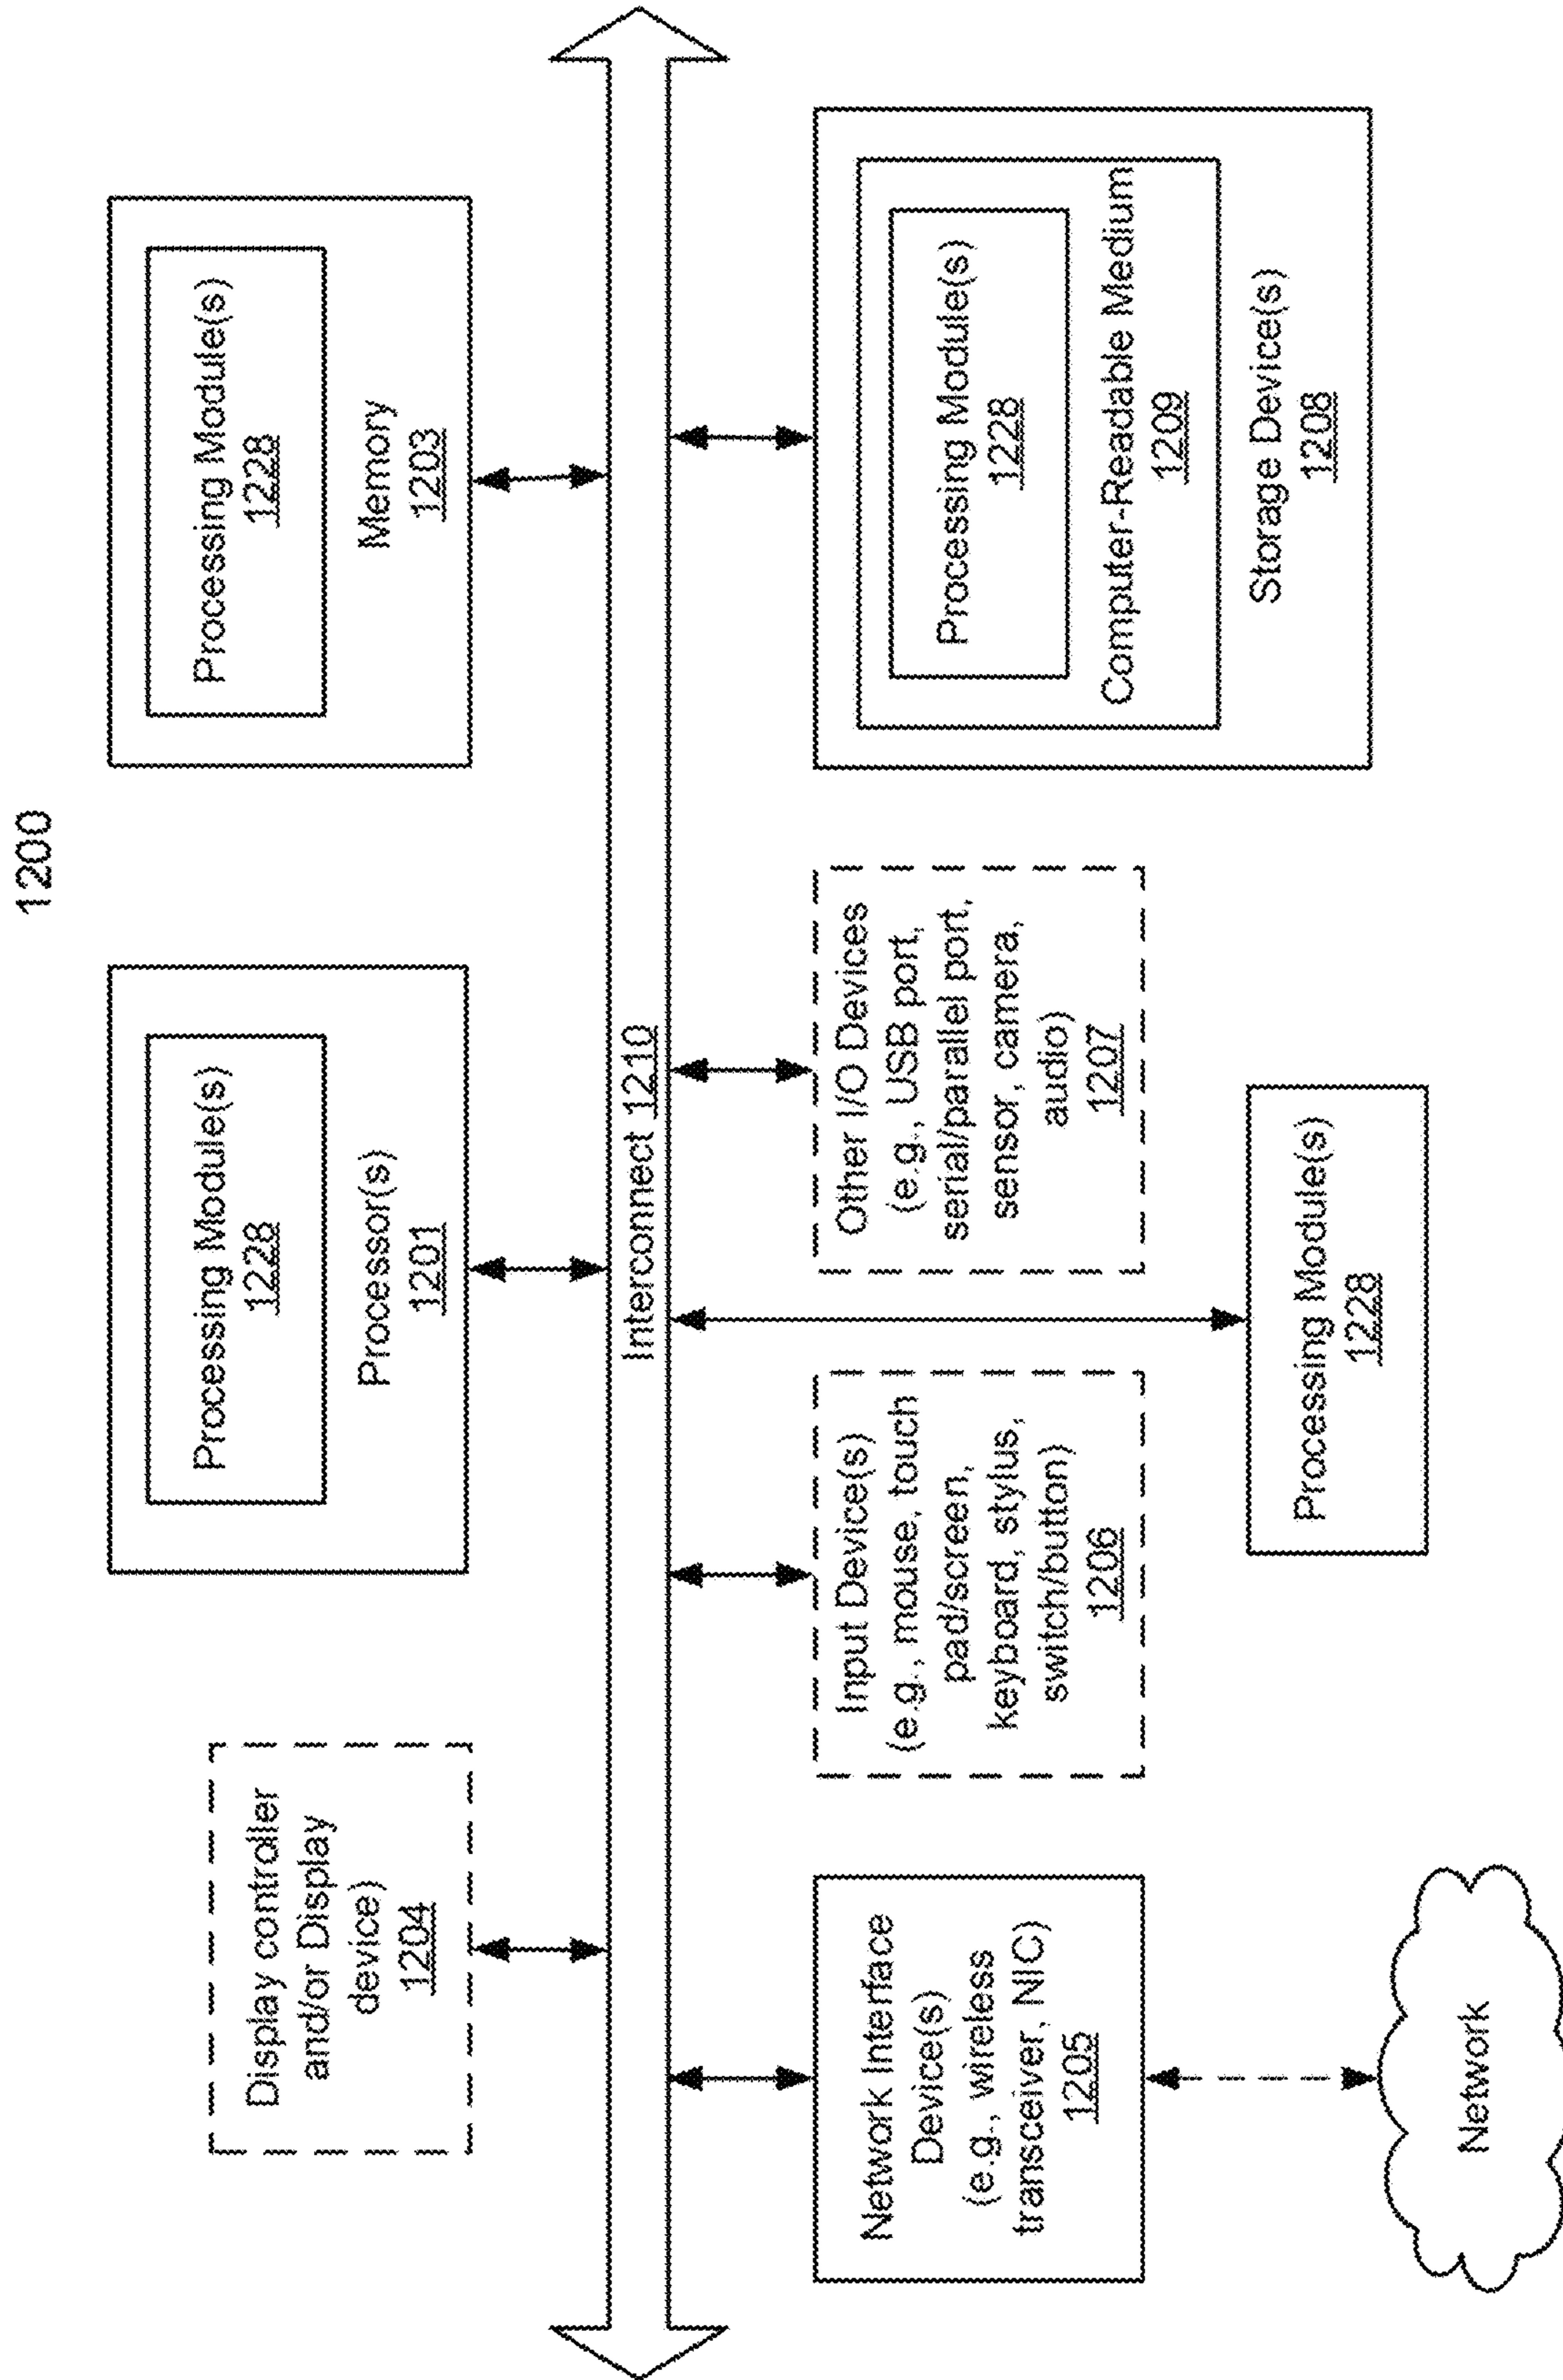 1200
Display controller
and/or Display
device)
1204
Processing Module(s)
1228
Processor(s)
1201
Processing Module(s)
1228
Memory
1203
Interconnect 1210
Network Interface
Device(s)
(e.g., wireless
transceiver, NIC)
1205
Input Device(s)
(e.g., mouse, touch
pad/screen,
keyboard, stylus,
switch/button)
1206
Other I/O Devices
(e.g., USB port,
serial/parallel port,
sensor, camera,
audio)
1207
Processing Module(s)
1228
Computer-Readable Medium
1209
Storage Device(s)
1208
Processing Module(s)
1228
Network